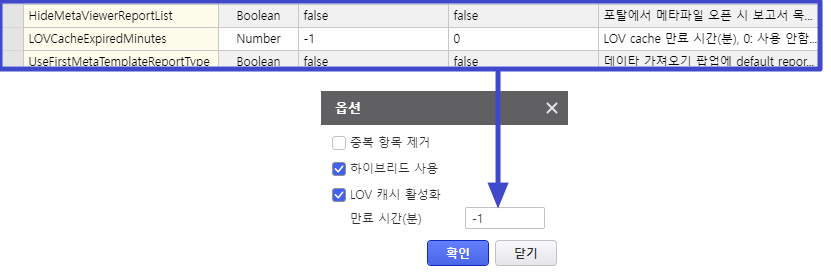 HideMetaViewerReportList Boolean false false 포탈에서 메타파일 오픈 시 보고서 목...
LOVCacheExpiredMinutes Number -1 0 LOV cache 만료 시간(분), 0: 사용 안함...
UseFirstMetaTemplateReportType Boolean false false 데이타 가져오기 팝업에 default repor...
옵션
중복 항목 제거
하이브리드 사용
LOV 캐시 활성화
만료 시간(분) -1
확인 닫기